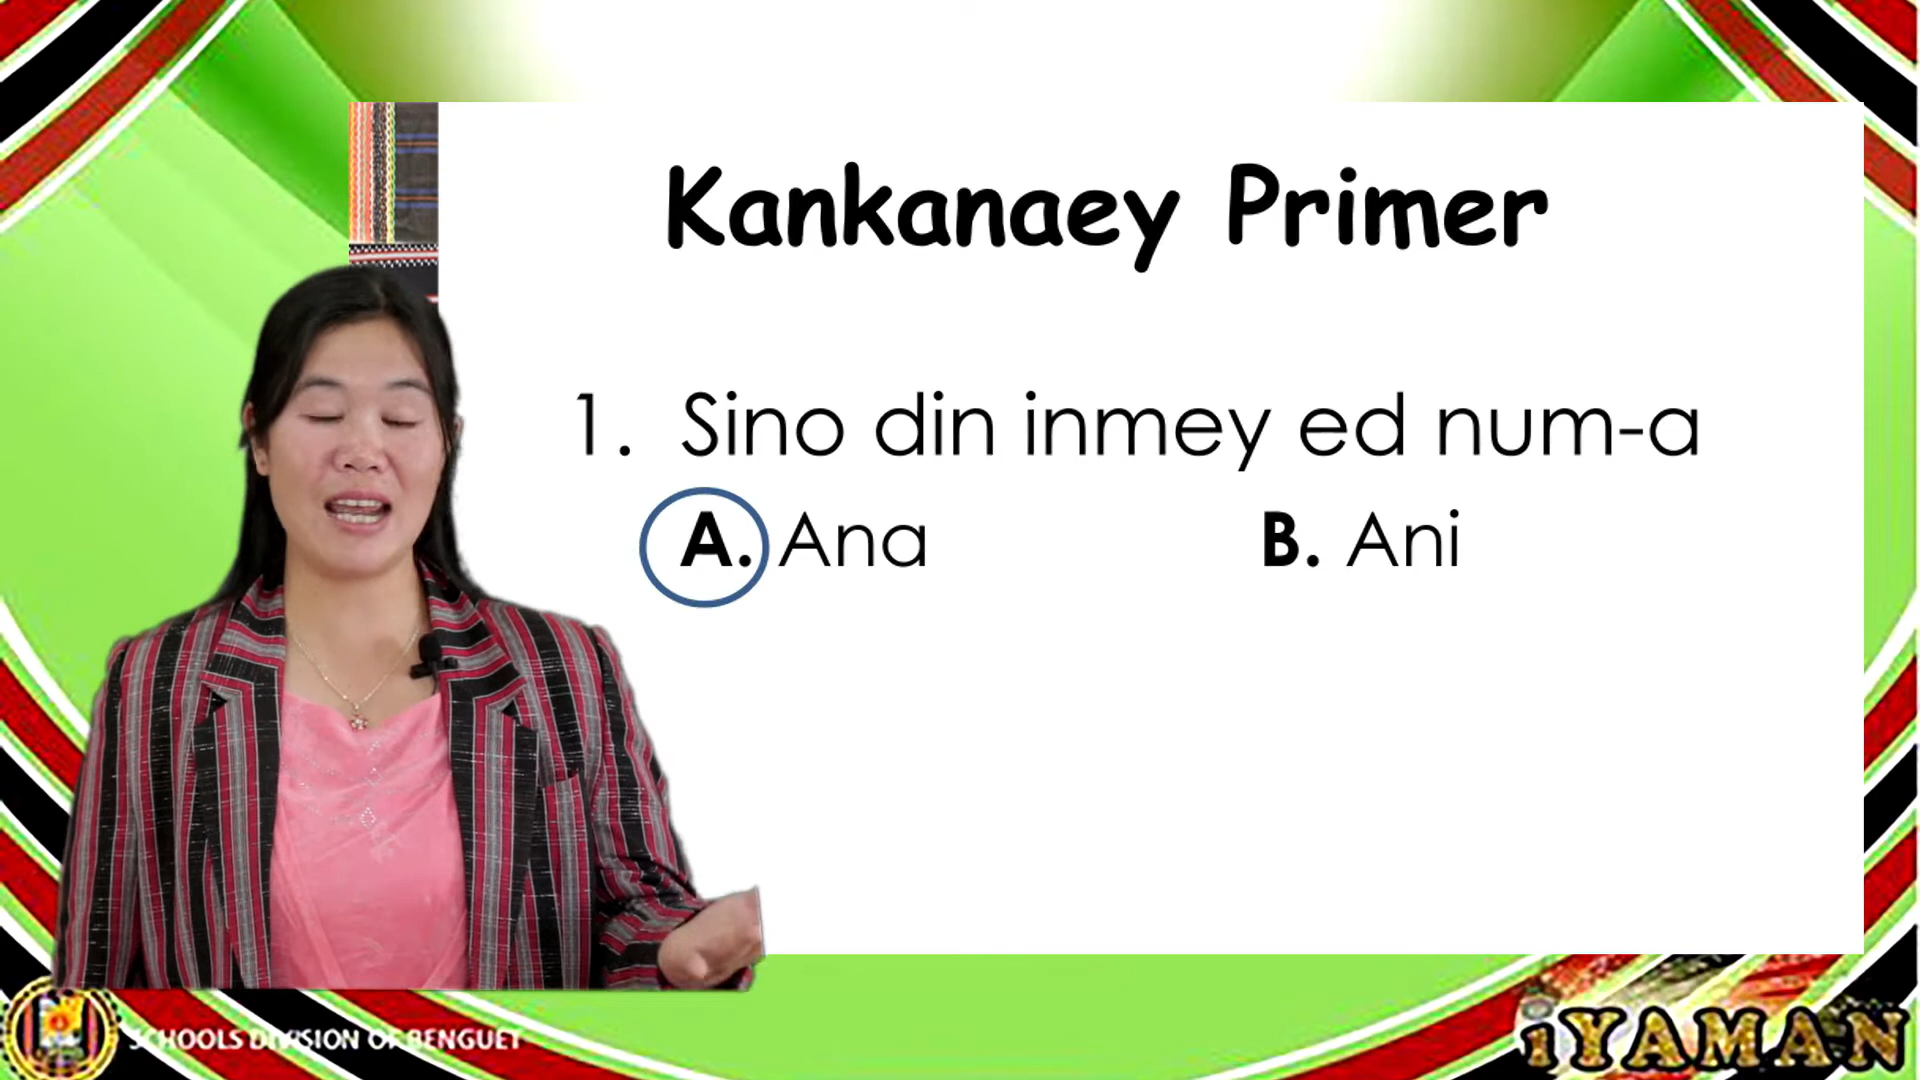 Kankanaey Primer
1. Sino din inmey ed num-a
A. Ana B. Ani
SCHOOLS DIVISION OF BENGUET
iYAMAN